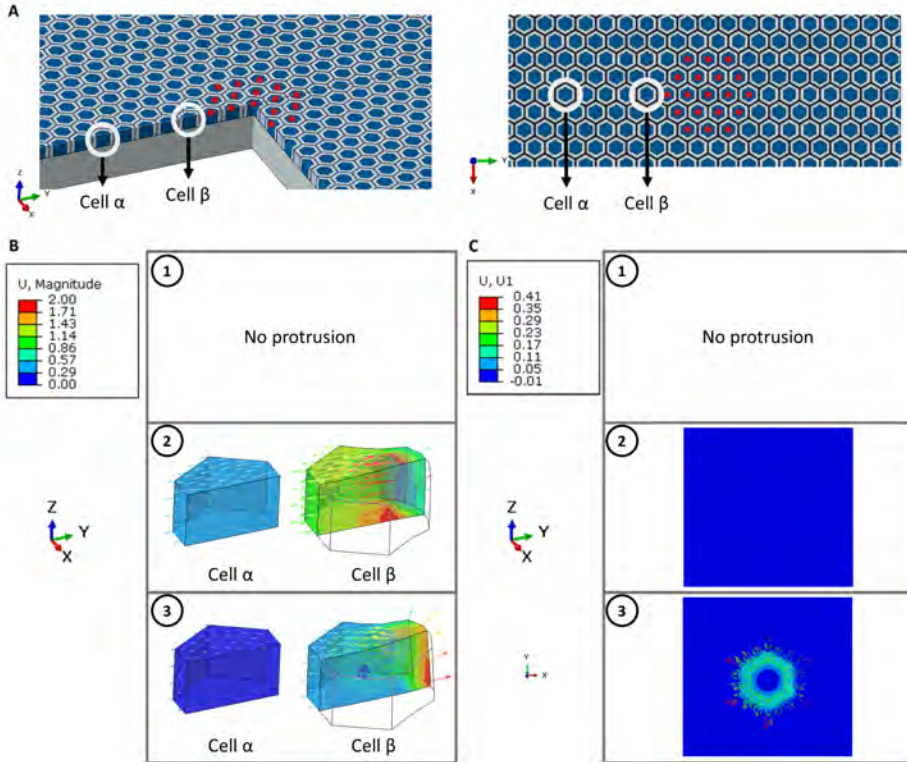 A
Z
Y
X
Cell α
Cell β
Y
X
Cell α
Cell β
B
U, Magnitude
2.00
1.71
1.43
1.14
0.86
0.57
0.29
0.00
1
No protrusion
2
Z
Y
X
Cell α
Cell β
3
Cell α
Cell β
C
U, U1
0.41
0.35
0.29
0.23
0.17
0.11
0.05
-0.01
1
No protrusion
2
Z
Y
X
3
Y
X